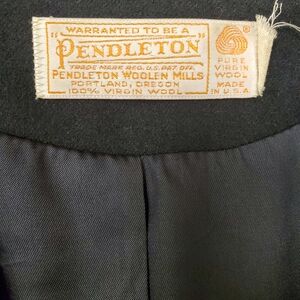 WARRANTED TO BE A
"PENDLETON"
TRADE MARK REG. U.S. PAT. OFF.
PENDLETON WOOLEN MILLS
PORTLAND, OREGON
100% VIRGIN WOOL
PURE
VIRGIN
WOOL
MADE
IN U.S.A.